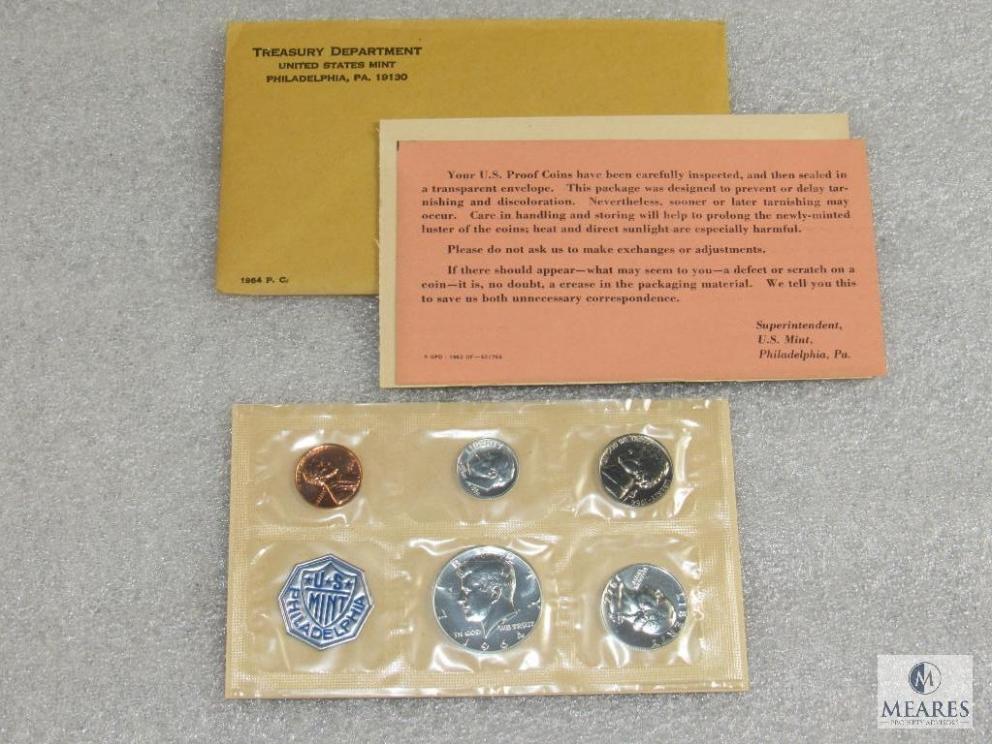 TREASURY DEPARTMENT
UNITED STATES MINT
PHILADELPHIA, PA. 19130
1964 P. C.
Your U.S. Proof Coins have been carefully inspected, and then sealed in
a transparent envelope. This package was designed to prevent or delay tar-
nishing and discoloration. Nevertheless, sooner or later tarnishing may
occur. Care in handling and storing will help to prolong the newly-minted
luster of the coins; heat and direct sunlight are especially harmful.
Please do not ask us to make exchanges or adjustments.
If there should appear—what may seem to you—a defect or scratch on a
coin—it is, no doubt, a crease in the packaging material. We tell you this
to save us both unnecessary correspondence.
Superintendent,
U.S. Mint,
Philadelphia, Pa.
LIBERTY
U★S
MINT
PHILADELPHIA
LIBERTY
IN GOD WE TRUST
1964
LIBERTY
M
MEARES
PROPERTY ADVISORS